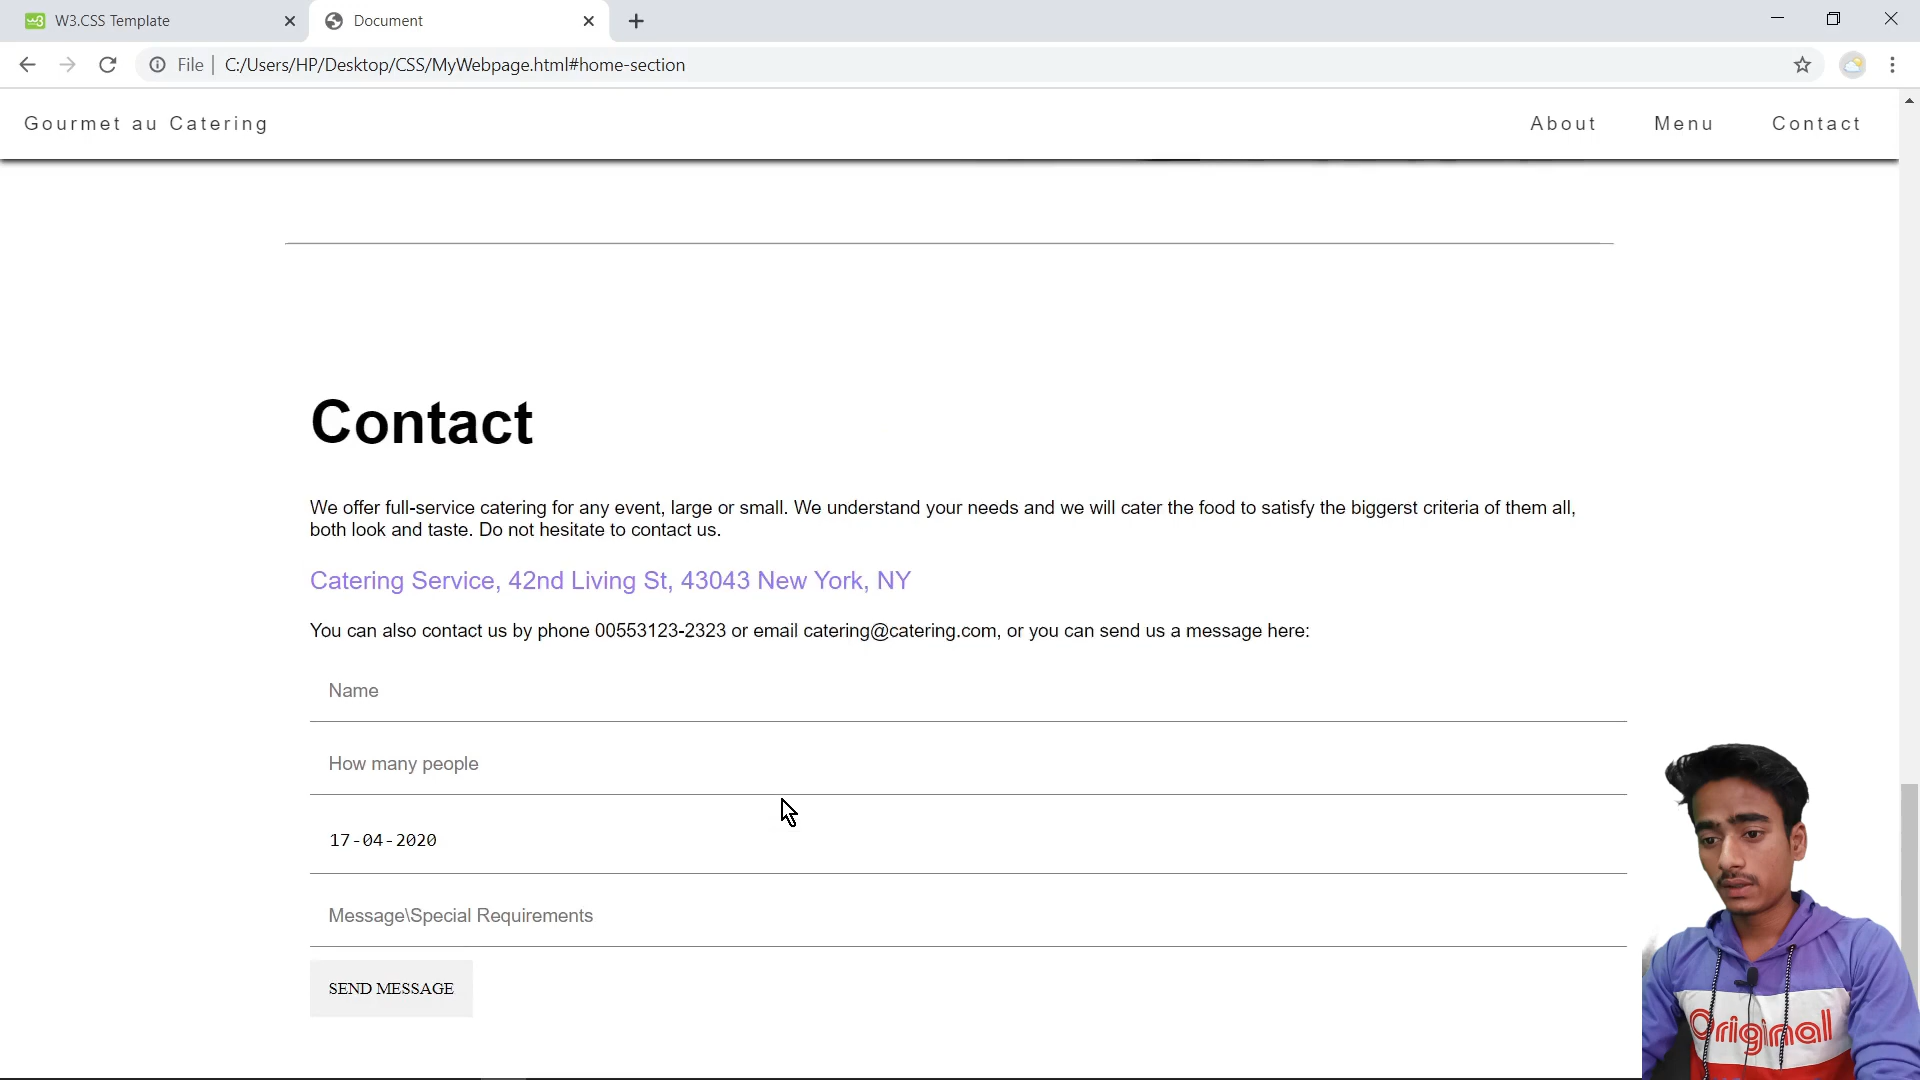 W3.CSS Template
Document
File
C:/Users/HP/Desktop/CSS/MyWebpage.html#home-section
Gourmet au Catering
About
Menu
Contact
Contact
We offer full-service catering for any event, large or small. We understand your needs and we will cater the food to satisfy the biggerst criteria of them all,
both look and taste. Do not hesitate to contact us.
Catering Service, 42nd Living St, 43043 New York, NY
You can also contact us by phone 00553123-2323 or email catering@catering.com, or you can send us a message here:
Name
How many people
17-04-2020
Message\Special Requirements
SEND MESSAGE
Original